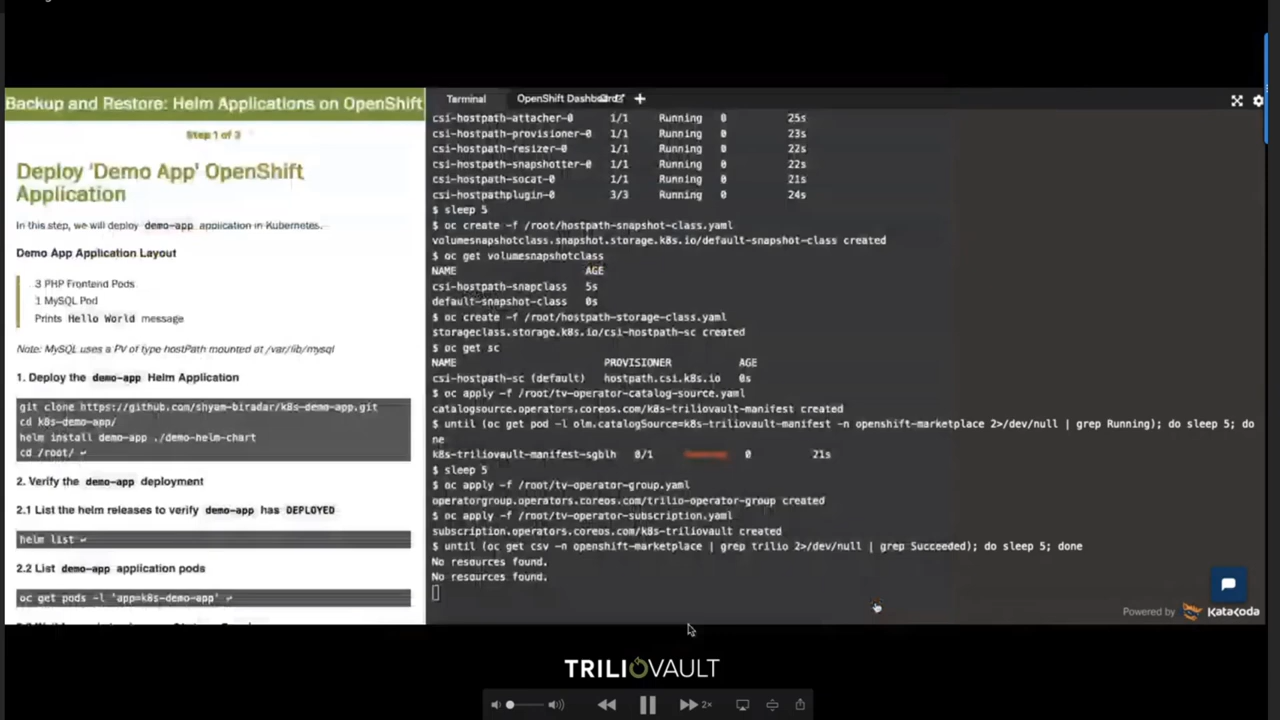 Backup and Restore: Helm Applications on OpenShift
Step 1 of 3
Deploy 'Demo App' OpenShift
Application
In this step, we will deploy demo-app application in Kubernetes.
Demo App Application Layout
3 PHP Frontend Pods
1 MySQL Pod
Prints Hello World message
Note: MySQL uses a PV of type hostPath mounted at /var/lib/mysql
1. Deploy the demo-app Helm Application
git clone https://github.com/shyam-biradar/k8s-demo-app.git
cd k8s-demo-app/
helm install demo-app ./demo-helm-chart
cd /root/ ↵
2. Verify the demo-app deployment
2.1 List the helm releases to verify demo-app has DEPLOYED
helm list ↵
2.2 List demo-app application pods
oc get pods -l 'app=k8s-demo-app' ↵
Terminal OpenShift Dashboard +
csi-hostpath-attacher-0 1/1 Running 0 25s
csi-hostpath-provisioner-0 1/1 Running 0 23s
csi-hostpath-resizer-0 1/1 Running 0 22s
csi-hostpath-snapshotter-0 1/1 Running 0 22s
csi-hostpath-socat-0 1/1 Running 0 21s
csi-hostpathplugin-0 3/3 Running 0 24s
$ sleep 5
$ oc create -f /root/hostpath-snapshot-class.yaml
volumesnapshotclass.snapshot.storage.k8s.io/default-snapshot-class created
$ oc get volumesnapshotclass
NAME AGE
csi-hostpath-snapclass 5s
default-snapshot-class 0s
$ oc create -f /root/hostpath-storage-class.yaml
storageclass.storage.k8s.io/csi-hostpath-sc created
$ oc get sc
NAME PROVISIONER AGE
csi-hostpath-sc (default) hostpath.csi.k8s.io 0s
$ oc apply -f /root/tv-operator-catalog-source.yaml
catalogsource.operators.coreos.com/k8s-triliovault-manifest created
$ until (oc get pod -l olm.catalogSource=k8s-triliovault-manifest -n openshift-marketplace 2>/dev/null | grep Running); do sleep 5; do
ne
k8s-triliovault-manifest-sgblh 0/1 0 21s
$ sleep 5
$ oc apply -f /root/tv-operator-group.yaml
operatorgroup.operators.coreos.com/trilio-operator-group created
$ oc apply -f /root/tv-operator-subscription.yaml
subscription.operators.coreos.com/k8s-triliovault created
$ until (oc get csv -n openshift-marketplace | grep trilio 2>/dev/null | grep Succeeded); do sleep 5; done
No resources found.
No resources found.
Powered by Katakoda
TRILIOVAULT
2×